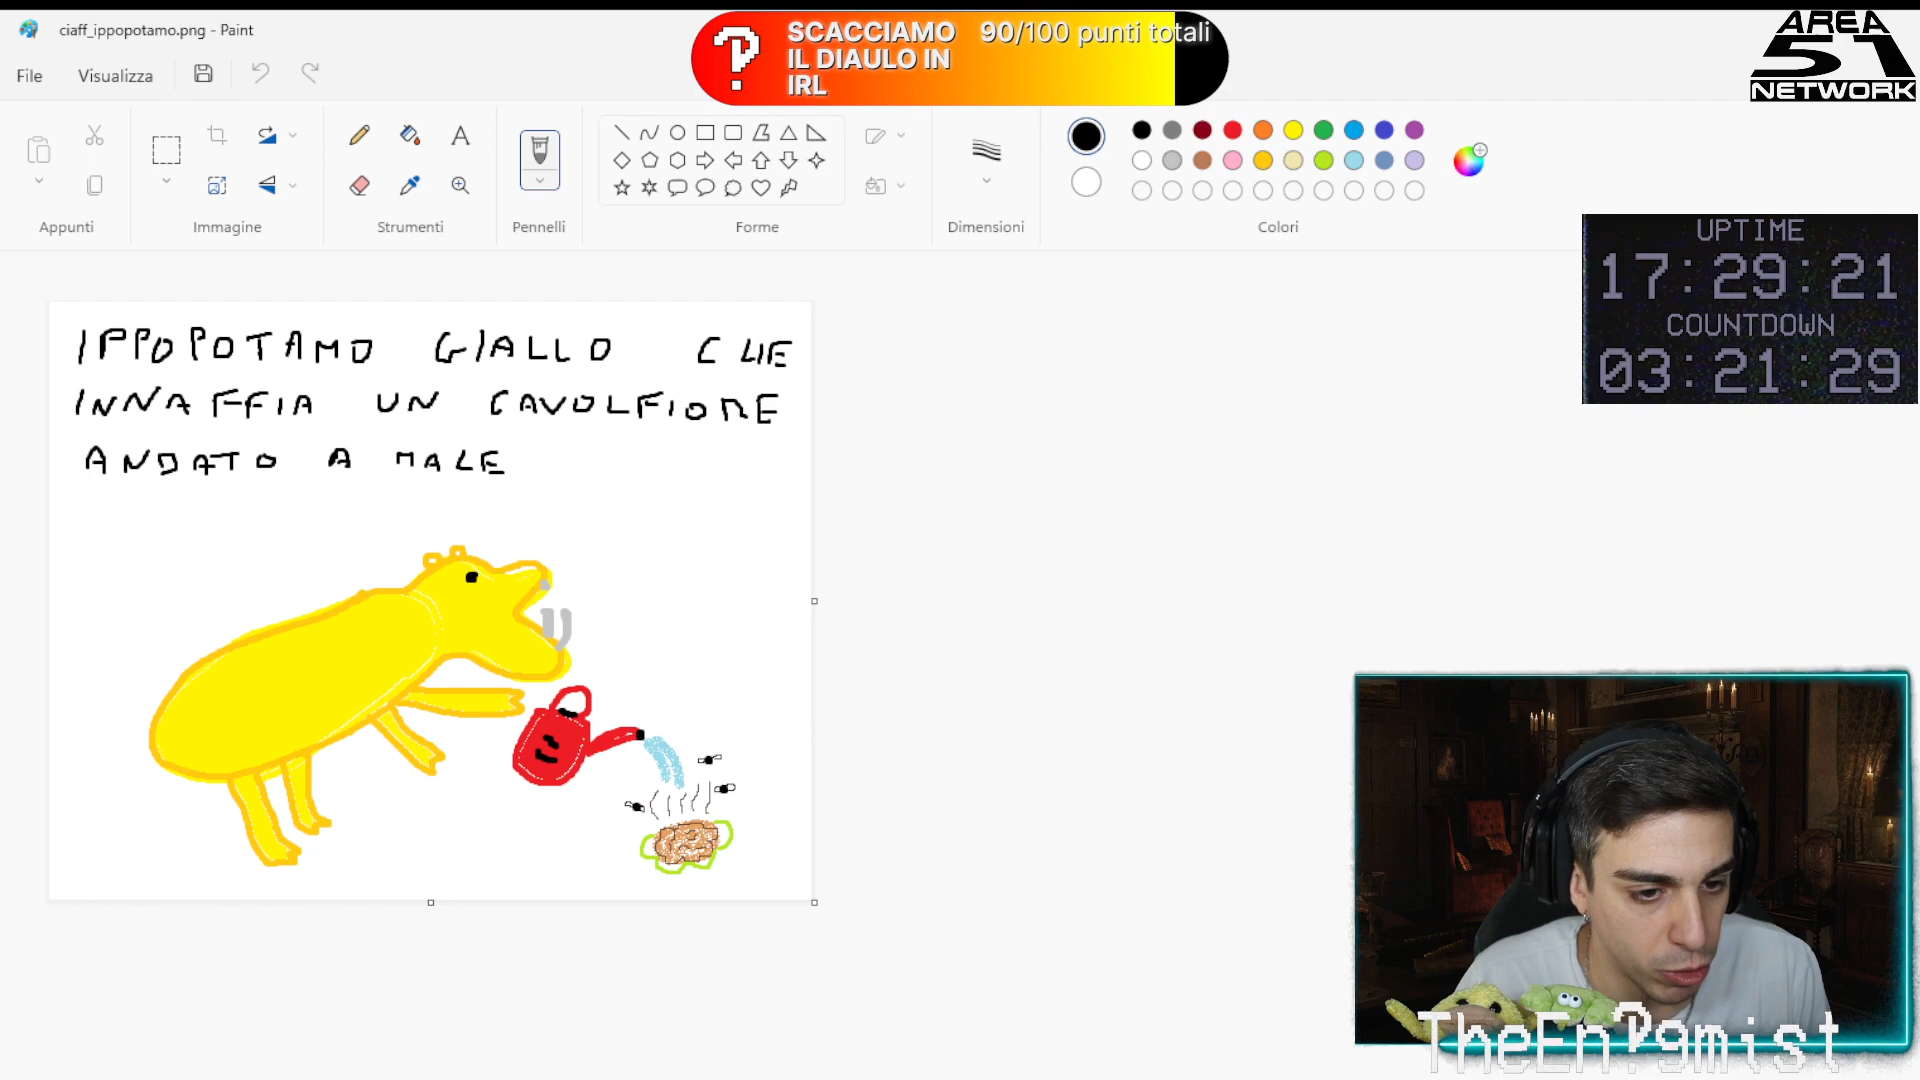 ciaff_ippopotamo.png - Paint
File Visualizza
SCACCIAMO IL DIAULO IN IRL
90/100 punti totali
AREA 51 NETWORK
Appunti Immagine Strumenti Pennelli Forme Dimensioni Colori
UPTIME
17:29:21
COUNTDOWN
03:21:29
IPPOPOTAMO GIALLO CHE
INNAFFIA UN CAVOLFIORE
ANDATO A MALE
TheEn?gmist